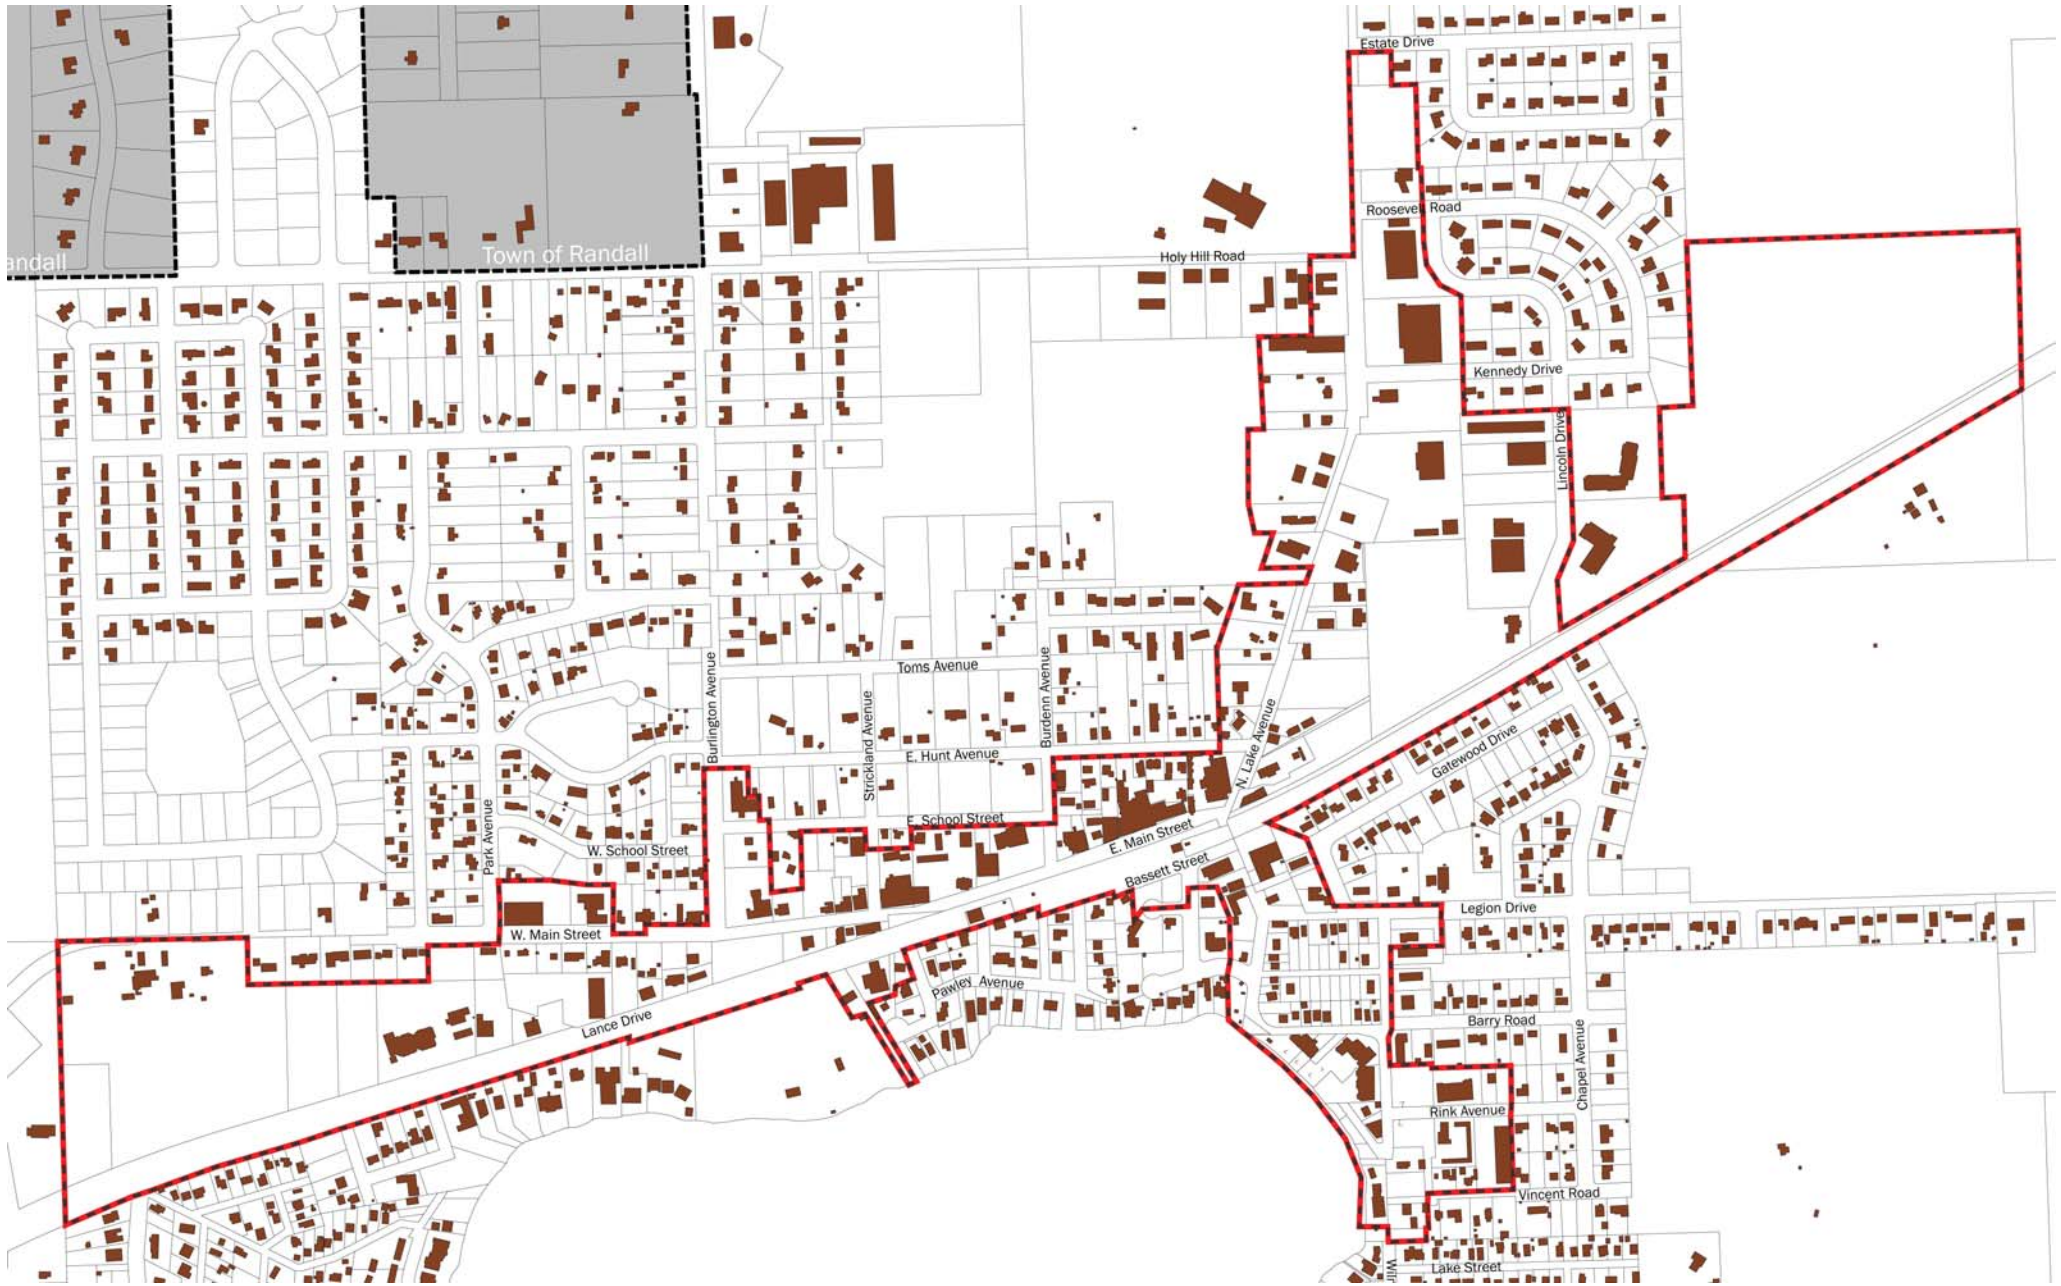 Estate Drive
Roosevelt Road
andall
Town of Randall
Holy Hill Road
Kennedy Drive
Lincoln Drive
Toms Avenue
Burlington Avenue
Strickland Avenue
Burdenn Avenue
N. Lake Avenue
E. Hunt Avenue
Gatewood Drive
Park Avenue
E. School Street
W. School Street
E. Main Street
Bassett Street
Legion Drive
W. Main Street
Pawley Avenue
Lance Drive
Barry Road
Chapel Avenue
Rink Avenue
Vincent Road
Lake Street